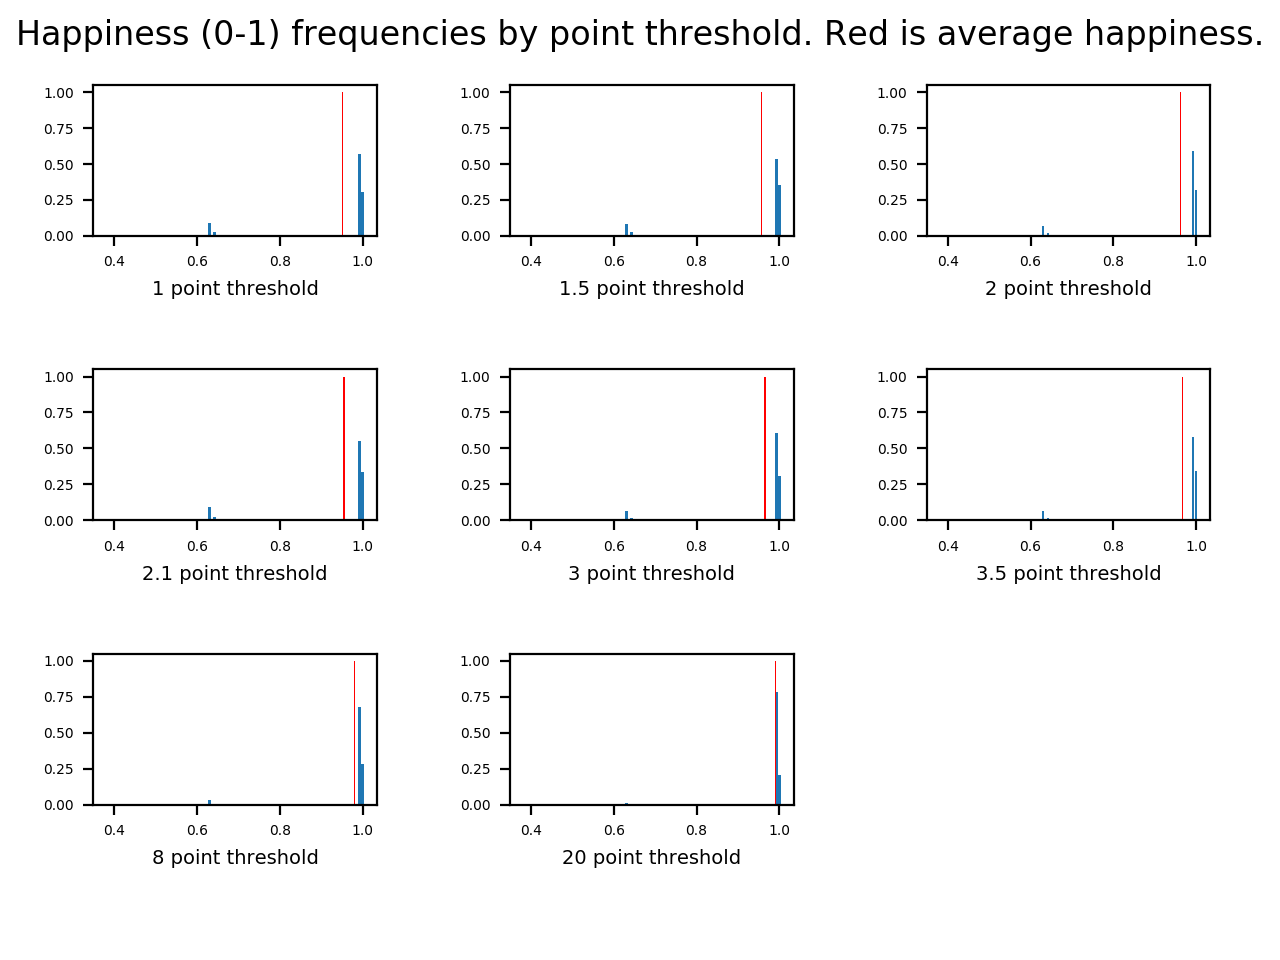 Happiness (0-1) frequencies by point threshold. Red is average happiness.
1.00 1.00 1.00
0.75 0.75 0.75
0.50 0.50 0.50
0.25 0.25 0.25
0.00 0.00 0.00
0.4 0.6 0.8 1.0 0.4 0.6 0.8 1.0 0.4 0.6 0.8 1.0
1 point threshold 1.5 point threshold 2 point threshold
1.00 1.00 1.00
0.75 0.75 0.75
0.50 0.50 0.50
0.25 0.25 0.25
0.00 0.00 0.00
0.4 0.6 0.8 1.0 0.4 0.6 0.8 1.0 0.4 0.6 0.8 1.0
2.1 point threshold 3 point threshold 3.5 point threshold
1.00 1.00
0.75 0.75
0.50 0.50
0.25 0.25
0.00 0.00
0.4 0.6 0.8 1.0 0.4 0.6 0.8 1.0
8 point threshold 20 point threshold